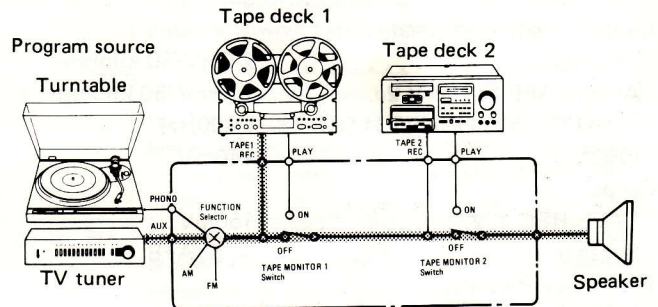 Tape deck 1
Program source
Tape deck 2
Turntable
TAPE1
REC
PLAY
TAPE 2
REC
PLAY
PHONO
FUNCTION
Selector
ON
ON
AUX
OFF
OFF
AM
FM
TAPE MONITOR 1
Switch
TAPE MONITOR 2
Switch
TV tuner
Speaker